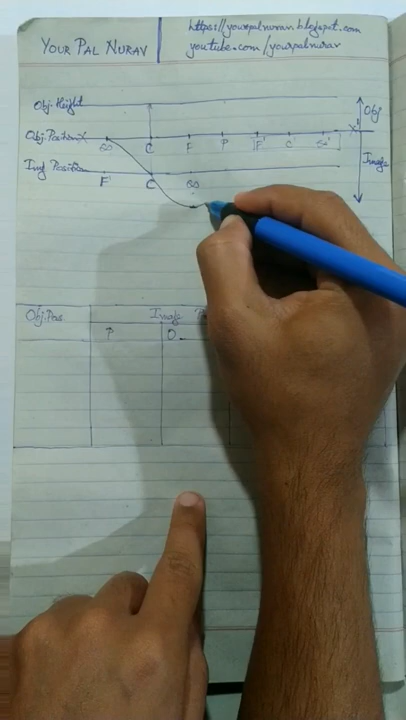 YOUR PAL NURAV
https://yourpalnurav.blogspot.com
youtube.com/yourpalnurav
Obj. Height
Obj. Position X ∞ C F P F' C' ∞' X'
Obj
Img Position F' C ∞
Image
Obj. Pos. Image
↑ O